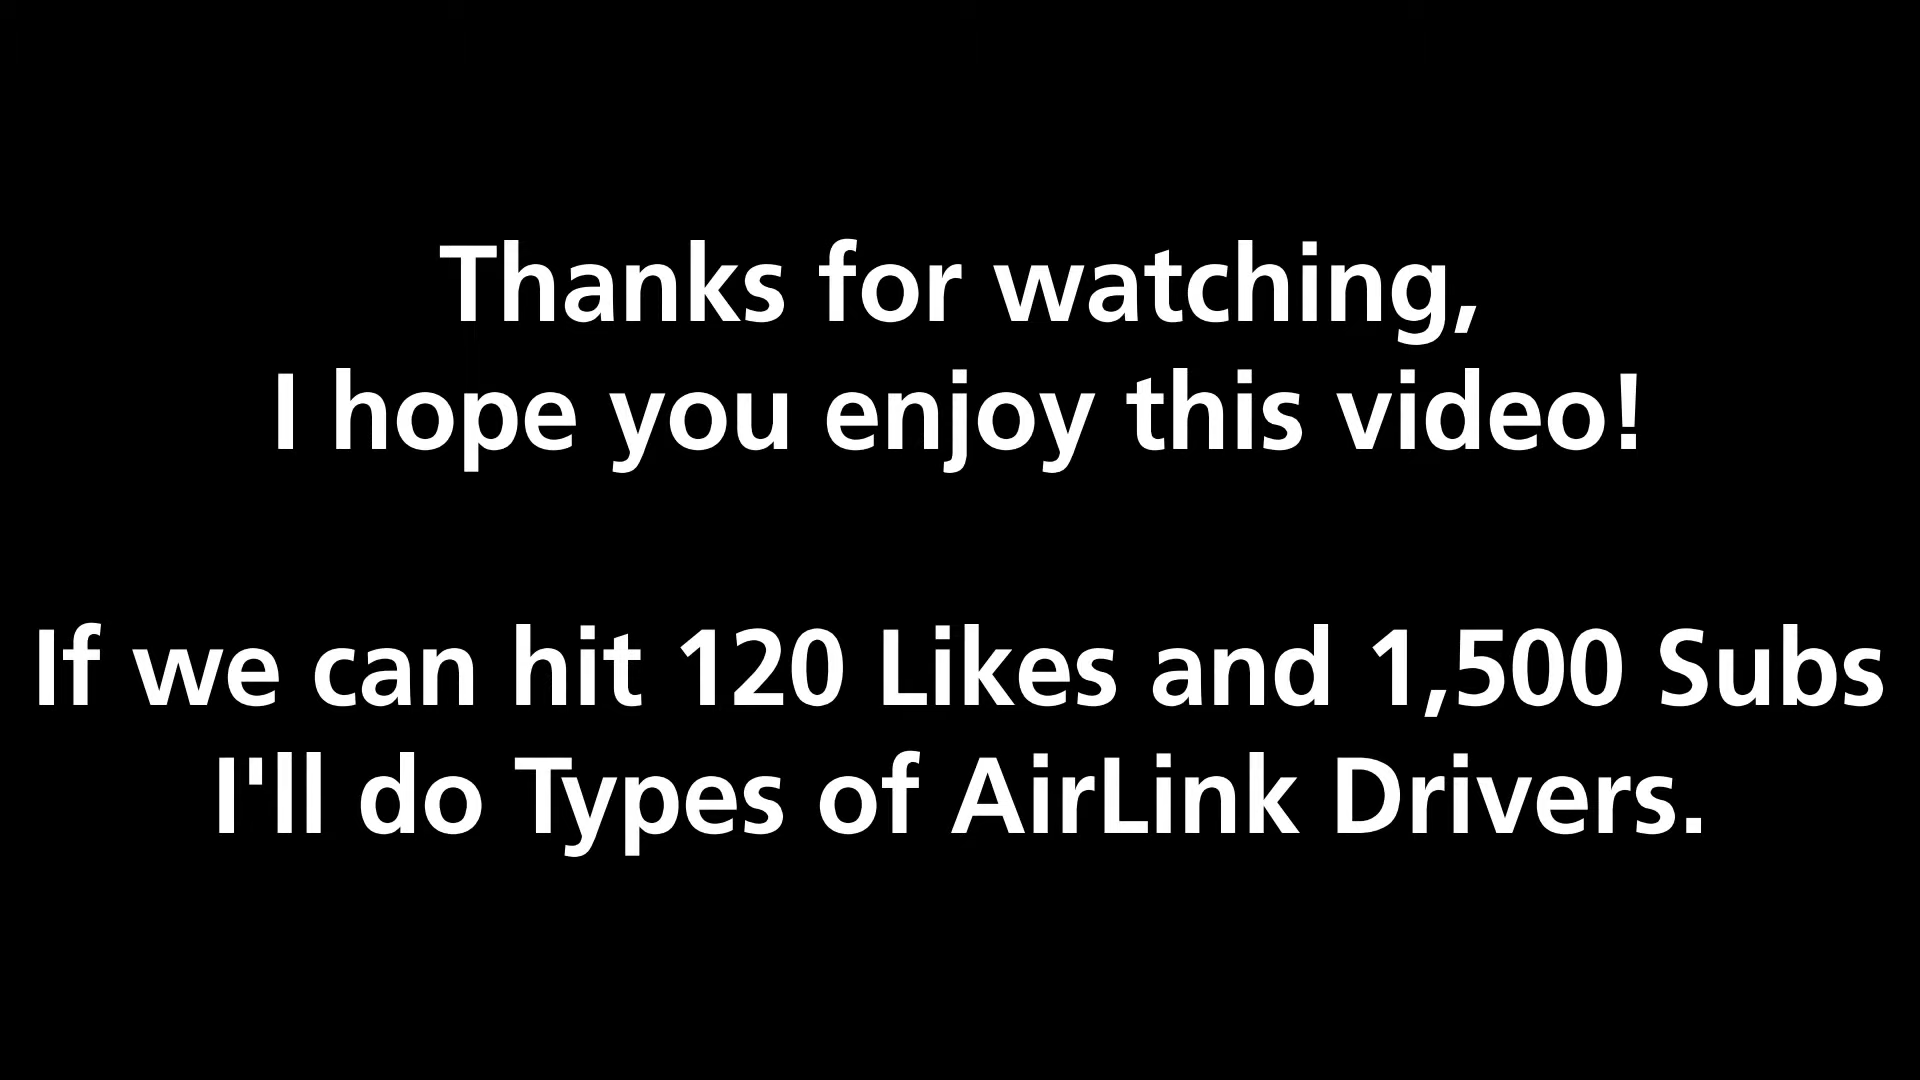 Thanks for watching,
I hope you enjoy this video!
If we can hit 120 Likes and 1,500 Subs
I'll do Types of AirLink Drivers.